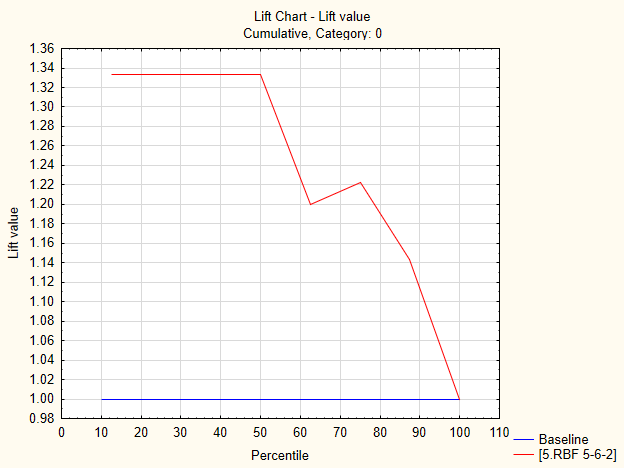 Lift Chart - Lift value
Cumulative, Category: 0
1.36
1.34
1.32
1.30
1.28
1.26
1.24
1.22
1.20
1.18
1.16
1.14
1.12
1.10
1.08
1.06
1.04
1.02
1.00
0.98
Lift value
0 10 20 30 40 50 60 70 80 90 100 110
Percentile
Baseline
[5.RBF 5-6-2]